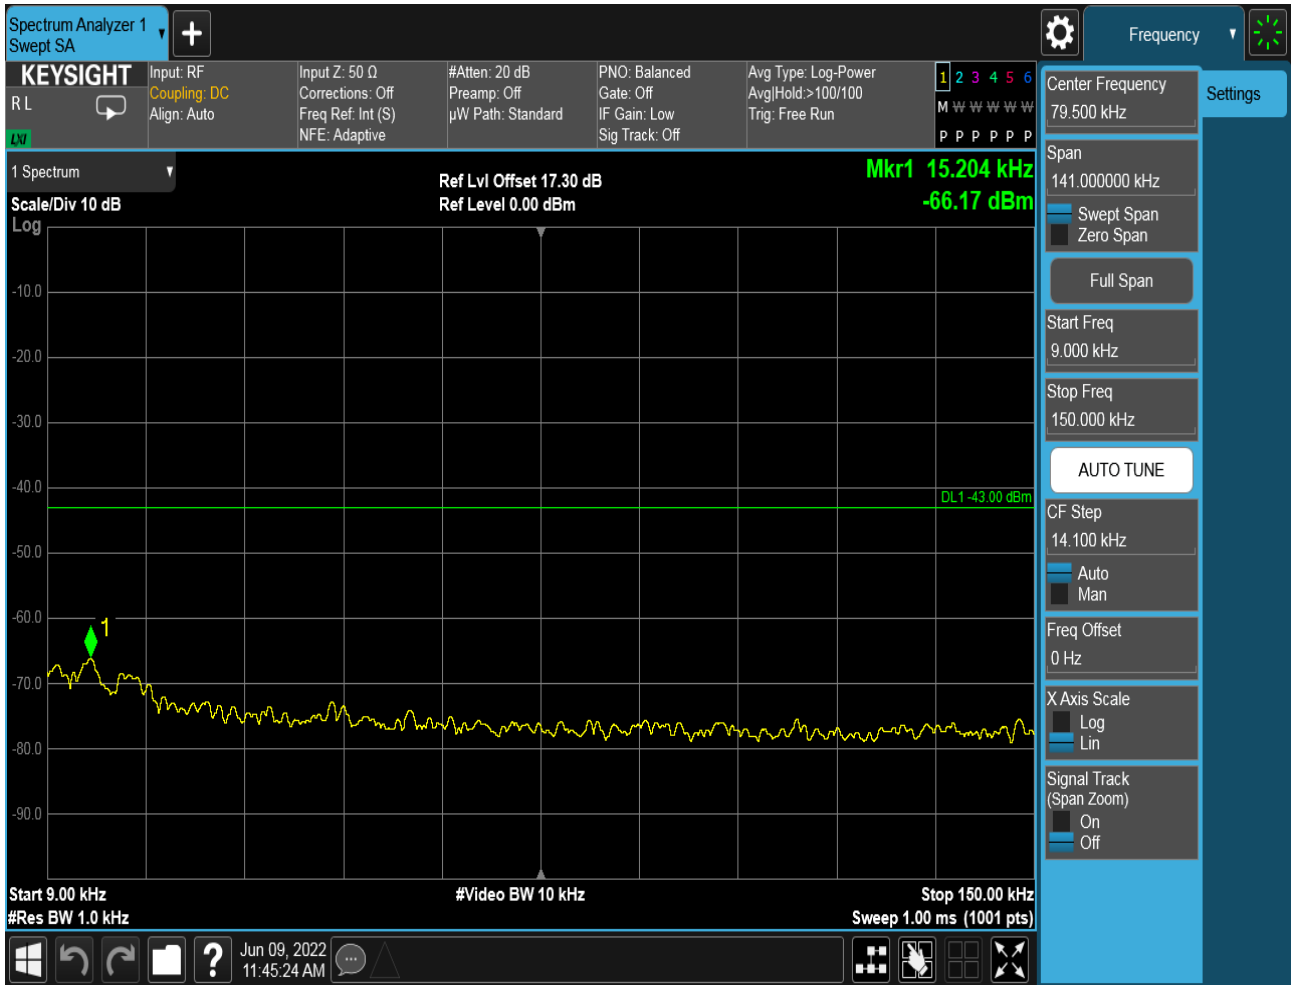 Spectrum Analyzer 1
Swept SA
Frequency
KEYSIGHT
R L
LXI
Input: RF
Coupling: DC
Align: Auto
Input Z: 50 Ω
Corrections: Off
Freq Ref: Int (S)
NFE: Adaptive
#Atten: 20 dB
Preamp: Off
µW Path: Standard
PNO: Balanced
Gate: Off
IF Gain: Low
Sig Track: Off
Avg Type: Log-Power
Avg|Hold:>100/100
Trig: Free Run
1 2 3 4 5 6
M W W W W W
P P P P P P
1 Spectrum
Scale/Div 10 dB
Log
Ref Lvl Offset 17.30 dB
Ref Level 0.00 dBm
Mkr1 15.204 kHz
-66.17 dBm
-10.0
-20.0
-30.0
-40.0
DL1 -43.00 dBm
-50.0
-60.0
1
-70.0
-80.0
-90.0
Start 9.00 kHz
#Res BW 1.0 kHz
#Video BW 10 kHz
Stop 150.00 kHz
Sweep 1.00 ms (1001 pts)
Jun 09, 2022
11:45:24 AM
Center Frequency
79.500 kHz
Settings
Span
141.000000 kHz
Swept Span
Zero Span
Full Span
Start Freq
9.000 kHz
Stop Freq
150.000 kHz
AUTO TUNE
CF Step
14.100 kHz
Auto
Man
Freq Offset
0 Hz
X Axis Scale
Log
Lin
Signal Track
(Span Zoom)
On
Off